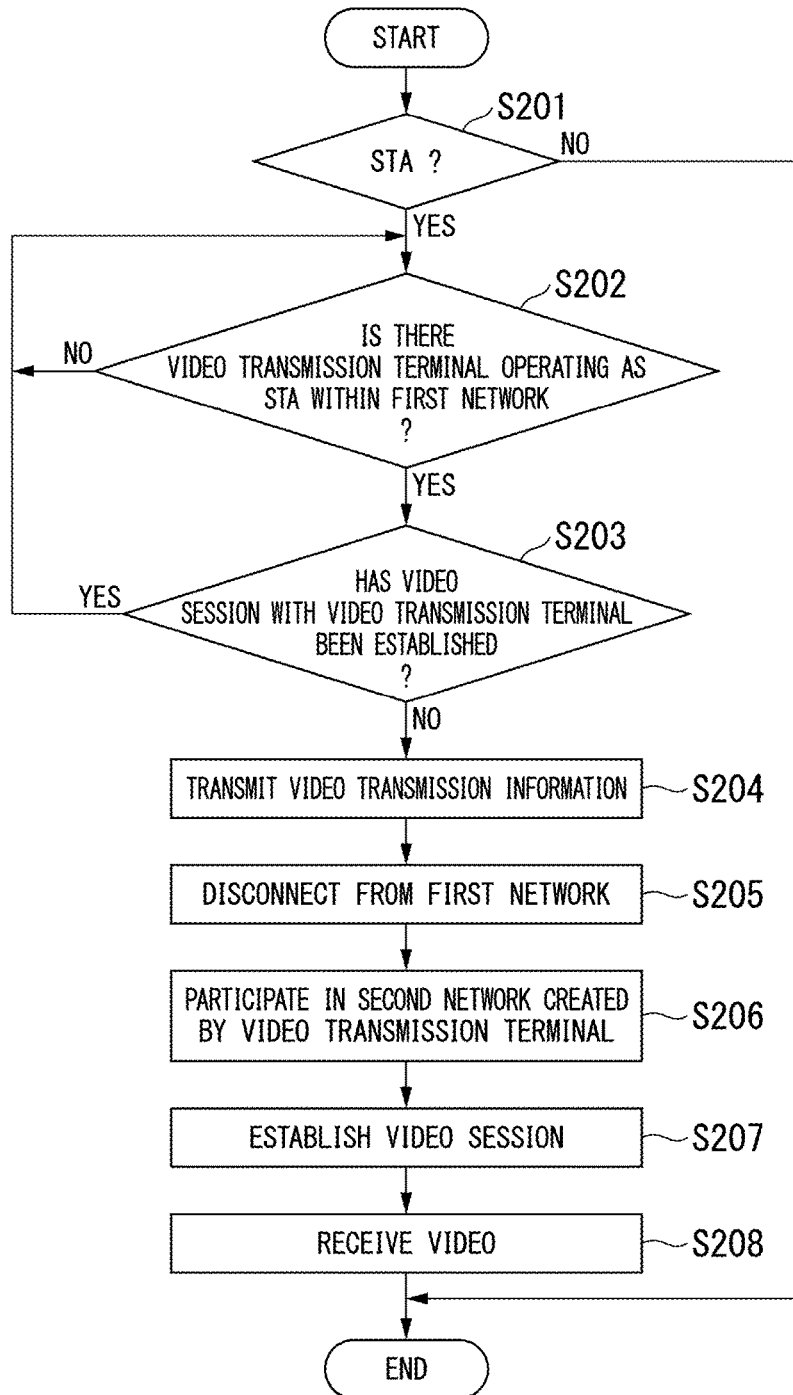 START
S201
STA ?
NO
YES
S202
IS THERE
VIDEO TRANSMISSION TERMINAL OPERATING AS
STA WITHIN FIRST NETWORK
?
NO
YES
S203
HAS VIDEO
SESSION WITH VIDEO TRANSMISSION TERMINAL
BEEN ESTABLISHED
?
YES
NO
TRANSMIT VIDEO TRANSMISSION INFORMATION
S204
DISCONNECT FROM FIRST NETWORK
S205
PARTICIPATE IN SECOND NETWORK CREATED
BY VIDEO TRANSMISSION TERMINAL
S206
ESTABLISH VIDEO SESSION
S207
RECEIVE VIDEO
S208
END